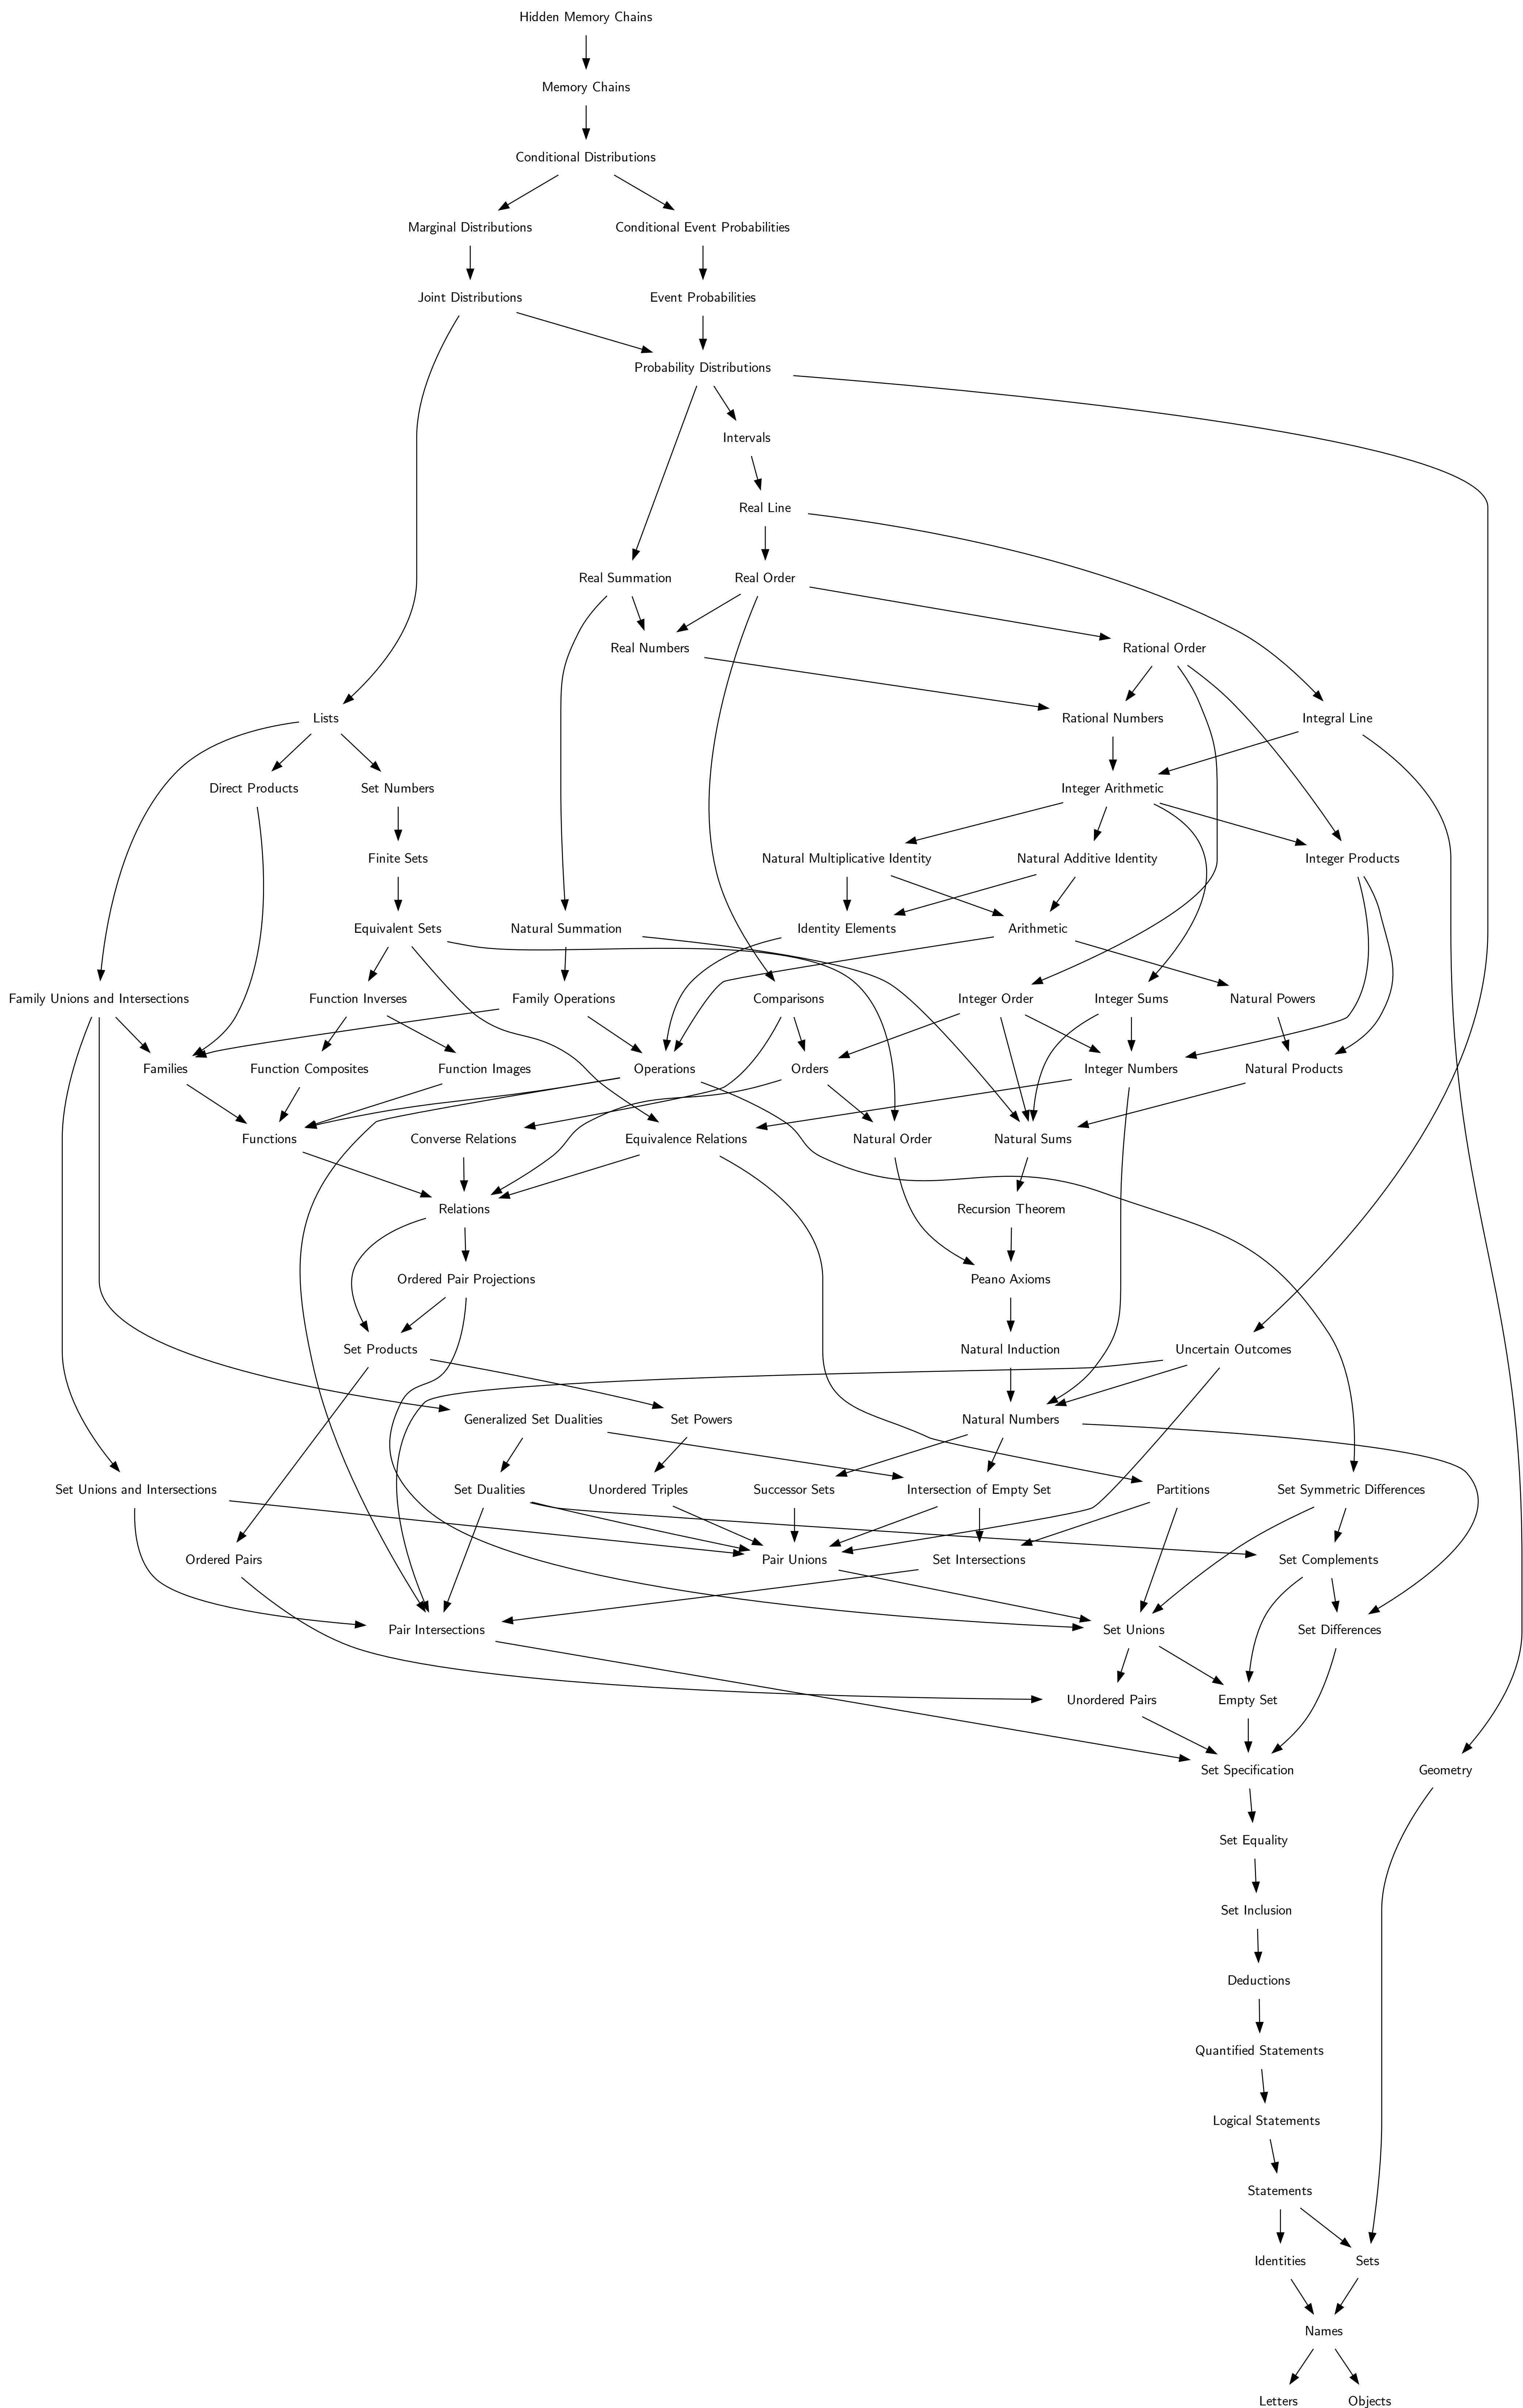 Hidden Memory Chains
Memory Chains
Conditional Distributions
Marginal Distributions
Conditional Event Probabilities
Joint Distributions
Event Probabilities
Probability Distributions
Intervals
Real Line
Real Summation
Real Order
Real Numbers
Rational Order
Lists
Rational Numbers
Integral Line
Direct Products
Set Numbers
Integer Arithmetic
Finite Sets
Natural Multiplicative Identity
Natural Additive Identity
Integer Products
Equivalent Sets
Natural Summation
Identity Elements
Arithmetic
Family Unions and Intersections
Function Inverses
Family Operations
Comparisons
Integer Order
Integer Sums
Natural Powers
Families
Function Composites
Function Images
Operations
Orders
Integer Numbers
Natural Products
Functions
Converse Relations
Equivalence Relations
Natural Order
Natural Sums
Relations
Recursion Theorem
Ordered Pair Projections
Peano Axioms
Set Products
Natural Induction
Uncertain Outcomes
Generalized Set Dualities
Set Powers
Natural Numbers
Set Unions and Intersections
Set Dualities
Unordered Triples
Successor Sets
Intersection of Empty Set
Partitions
Set Symmetric Differences
Ordered Pairs
Pair Unions
Set Intersections
Set Complements
Pair Intersections
Set Unions
Set Differences
Unordered Pairs
Empty Set
Set Specification
Geometry
Set Equality
Set Inclusion
Deductions
Quantified Statements
Logical Statements
Statements
Identities
Sets
Names
Letters
Objects